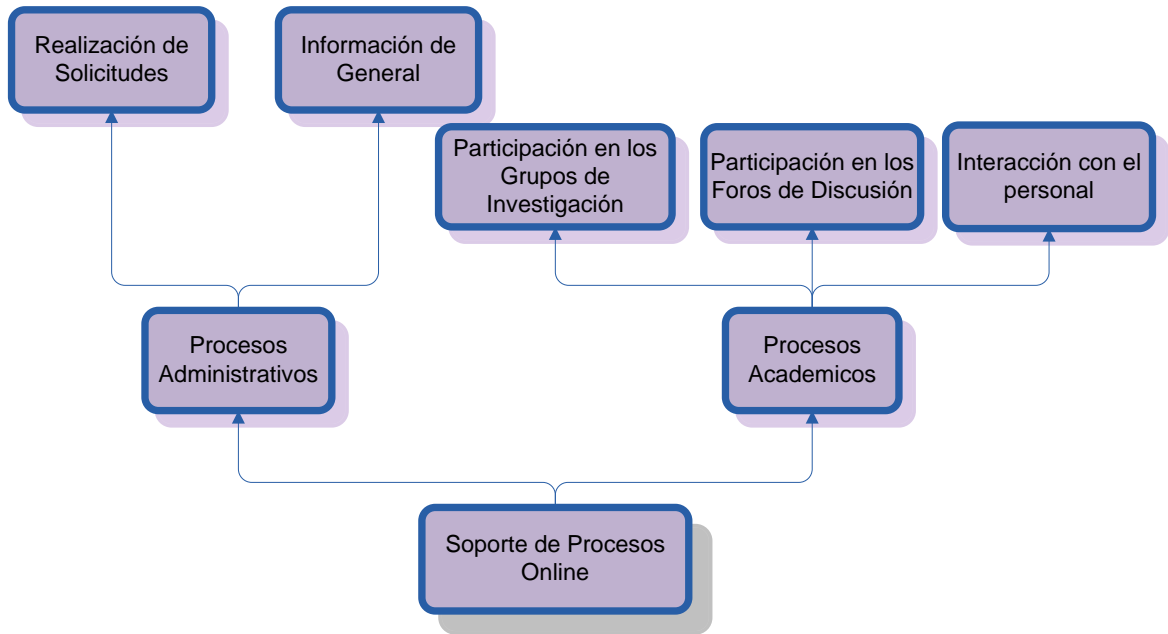 Realización de
Solicitudes
Información de
General
Participación en los
Grupos de
Investigación
Participación en los
Foros de Discusión
Interacción con el
personal
Procesos
Administrativos
Procesos
Academicos
Soporte de Procesos
Online